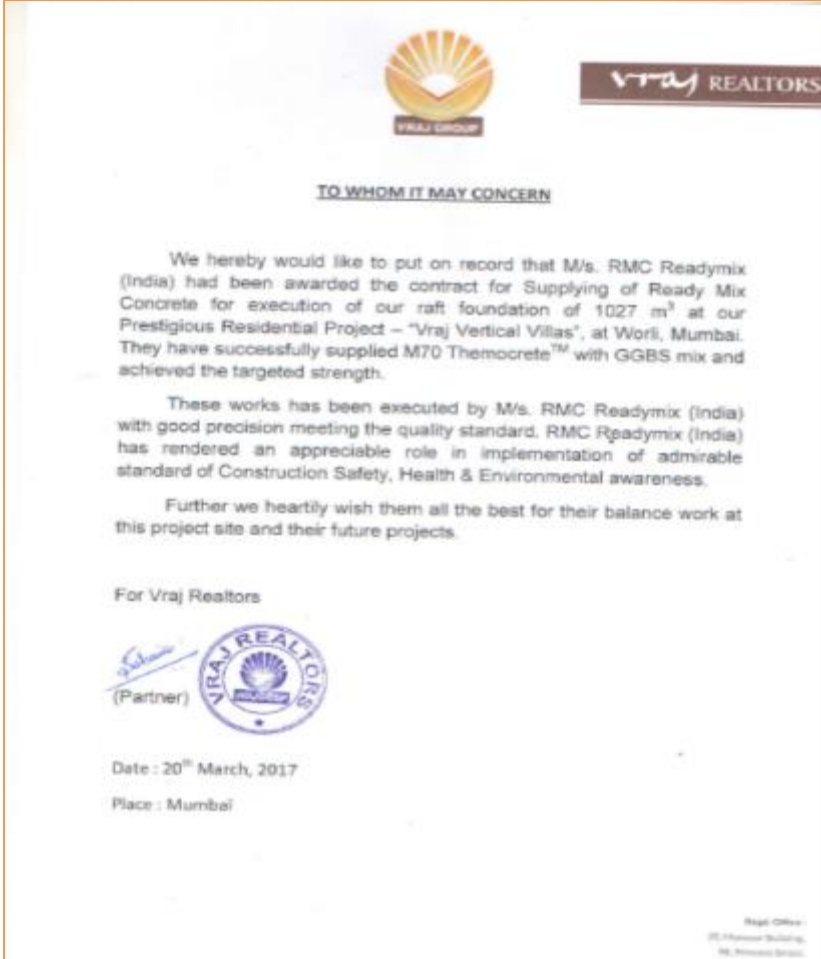 VRAJ GROUP
vraj REALTORS
TO WHOM IT MAY CONCERN
We hereby would like to put on record that M/s. RMC Readymix
(India) had been awarded the contract for Supplying of Ready Mix
Concrete for execution of our raft foundation of 1027 m³ at our
Prestigious Residential Project – "Vraj Vertical Villas", at Worli, Mumbai.
They have successfully supplied M70 Themocrete™ with GGBS mix and
achieved the targeted strength.
These works has been executed by M/s. RMC Readymix (India)
with good precision meeting the quality standard. RMC Readymix (India)
has rendered an appreciable role in implementation of admirable
standard of Construction Safety, Health & Environmental awareness.
Further we heartily wish them all the best for their balance work at
this project site and their future projects.
For Vraj Realtors
VRAJ REALTORS
(Partner)
Date : 20th March, 2017
Place : Mumbai
Regd. Office :
Building,